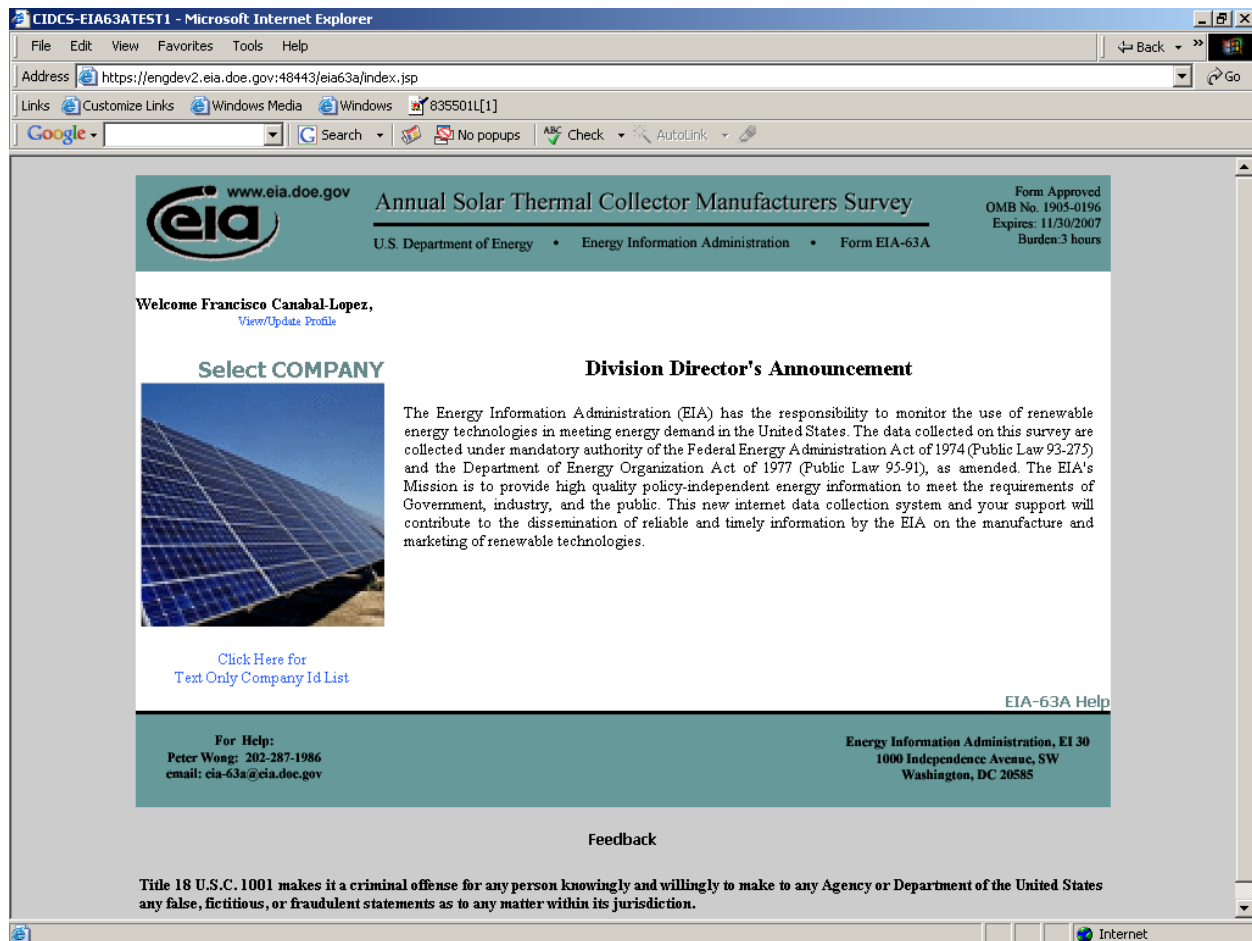 CIDCS-EIA63ATEST1 - Microsoft Internet Explorer
File Edit View Favorites Tools Help
Back
Address https://engdev2.eia.doe.gov:48443/eia63a/index.jsp
Go
Links Customize Links Windows Media Windows 835501L[1]
Google Search No popups ABC Check AutoLink
www.eia.doe.gov
eia
Annual Solar Thermal Collector Manufacturers Survey
U.S. Department of Energy • Energy Information Administration • Form EIA-63A
Form Approved
OMB No. 1905-0196
Expires: 11/30/2007
Burden:3 hours
Welcome Francisco Canabal-Lopez,
View/Update Profile
Select COMPANY
Division Director's Announcement
The Energy Information Administration (EIA) has the responsibility to monitor the use of renewable
energy technologies in meeting energy demand in the United States. The data collected on this survey are
collected under mandatory authority of the Federal Energy Administration Act of 1974 (Public Law 93-275)
and the Department of Energy Organization Act of 1977 (Public Law 95-91), as amended. The EIA's
Mission is to provide high quality policy-independent energy information to meet the requirements of
Government, industry, and the public. This new internet data collection system and your support will
contribute to the dissemination of reliable and timely information by the EIA on the manufacture and
marketing of renewable technologies.
Click Here for
Text Only Company Id List
EIA-63A Help
For Help:
Peter Wong: 202-287-1986
email: eia-63a@eia.doe.gov
Energy Information Administration, EI 30
1000 Independence Avenue, SW
Washington, DC 20585
Feedback
Title 18 U.S.C. 1001 makes it a criminal offense for any person knowingly and willingly to make to any Agency or Department of the United States
any false, fictitious, or fraudulent statements as to any matter within its jurisdiction.
Internet